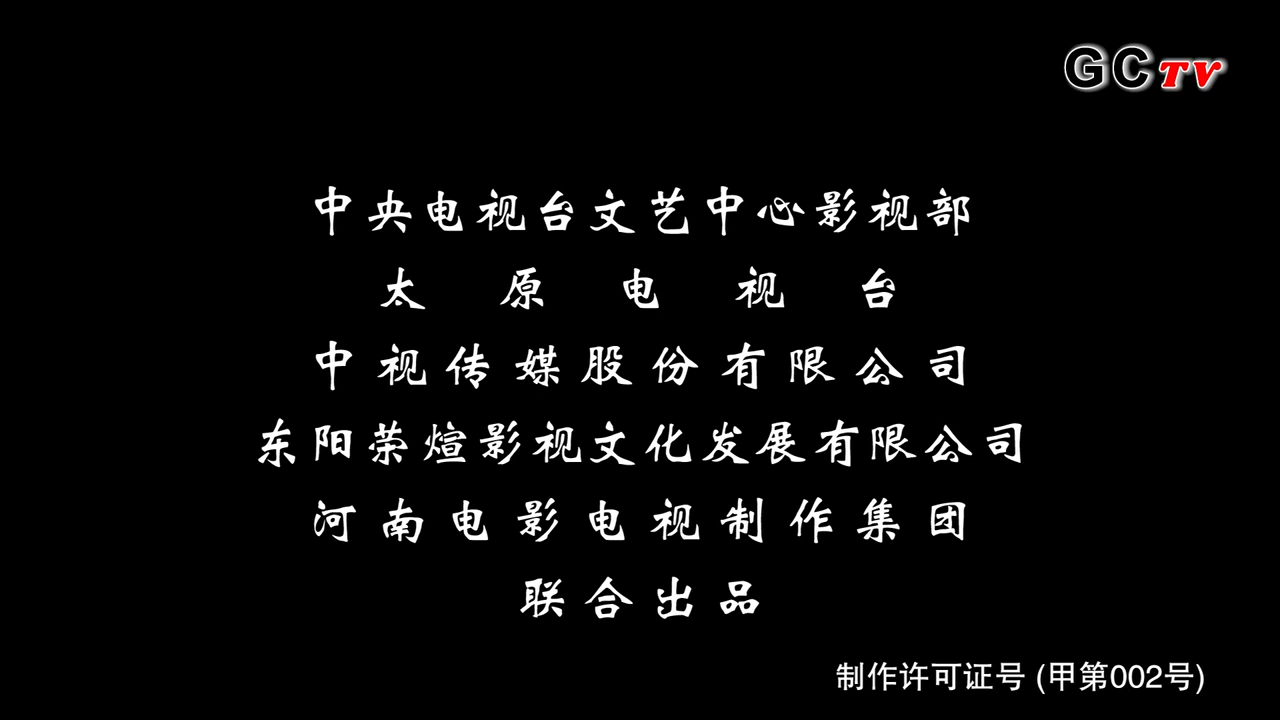 GCTV
中央电视台文艺中心影视部
太原电视台
中视传媒股份有限公司
东阳荣煊影视文化发展有限公司
河南电影电视制作集团
联合出品
制作许可证号 (甲第002号)